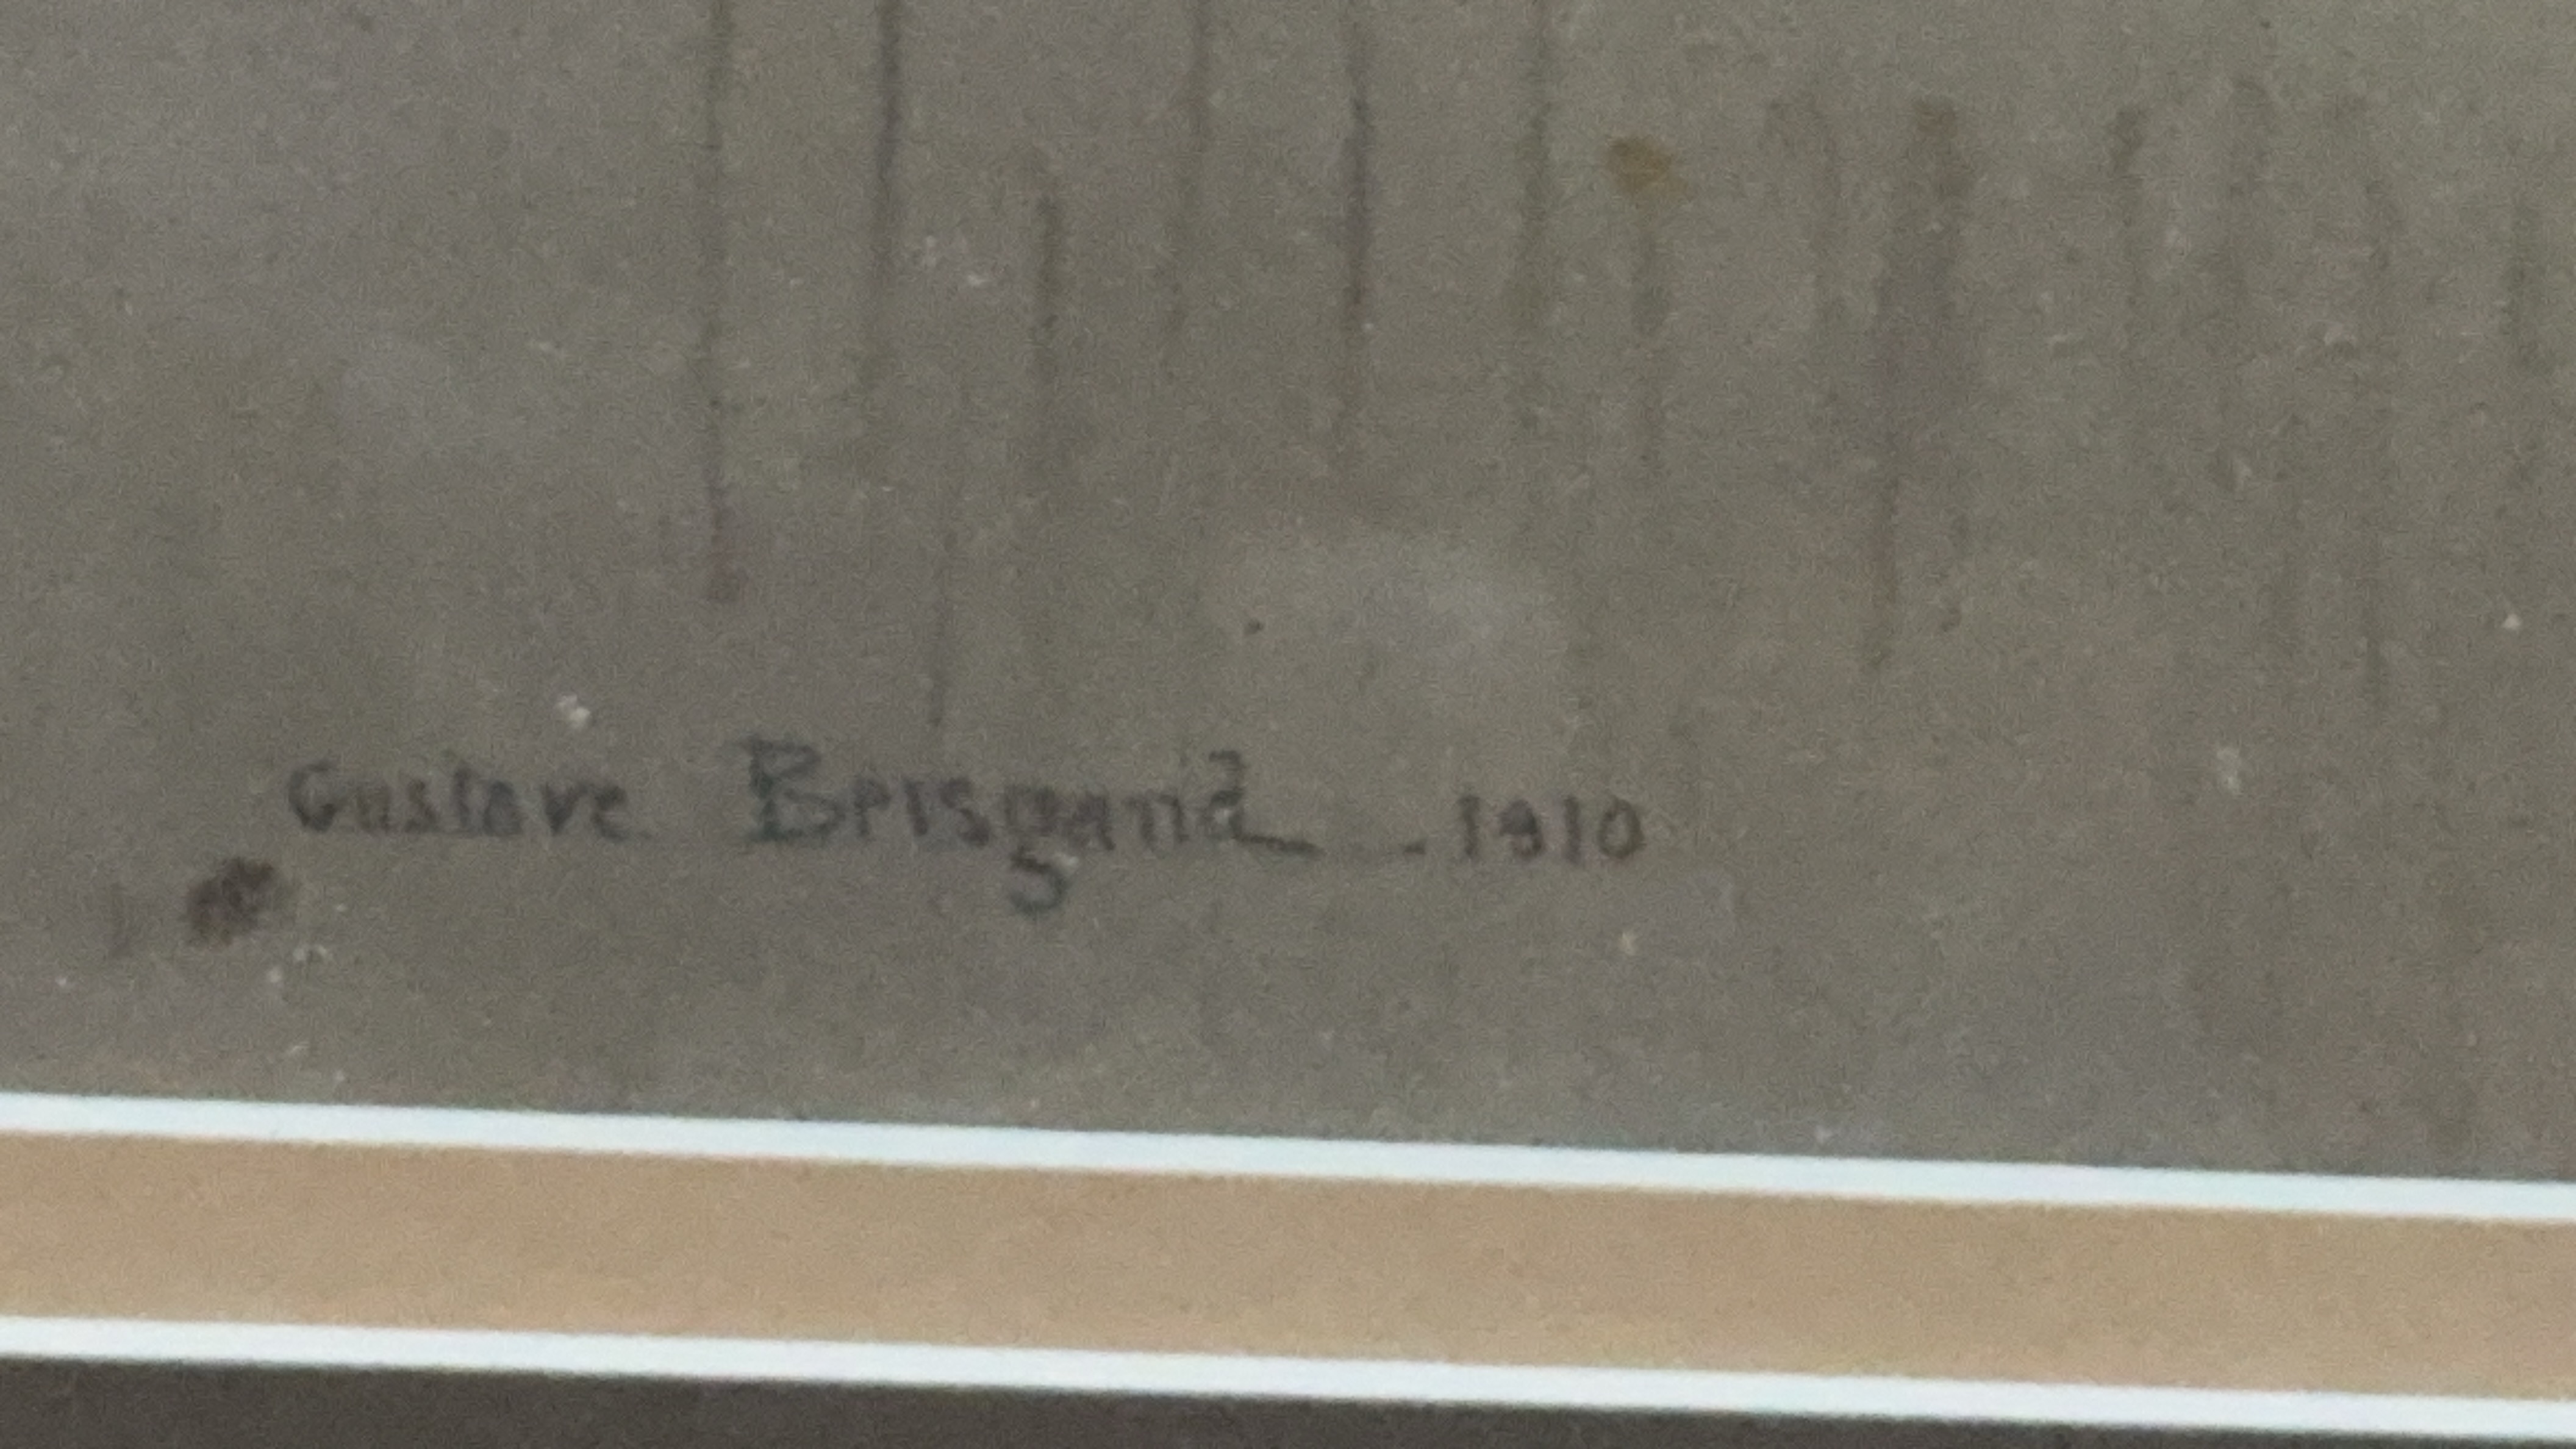 Gustave Brisgand _ _ 1910